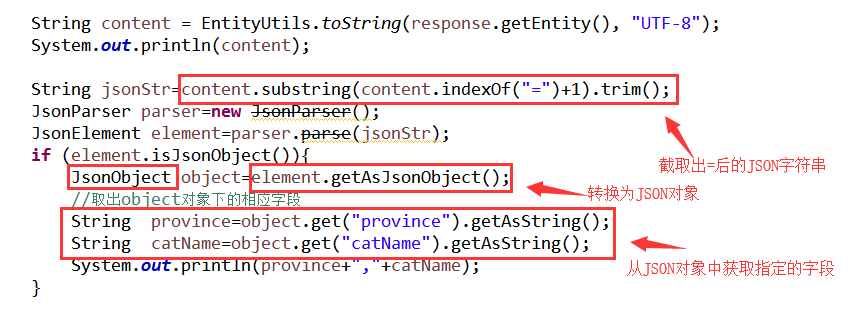 String content = EntityUtils.toString(response.getEntity(), "UTF-8");
System.out.println(content);
String jsonStr=content.substring(content.indexOf("=")+1).trim();
JsonParser parser=new JsonParser();
JsonElement element=parser.parse(jsonStr);
截取出=后的JSON字符串
if (element.isJsonObject()){
JsonObject object=element.getAsJsonObject();
转换为JSON对象
//取出object对象下的相应字段
String province=object.get("province").getAsString();
String catName=object.get("catName").getAsString();
System.out.println(province+","+catName);
从JSON对象中获取指定的字段
}